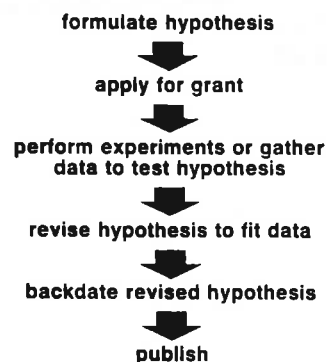 formulate hypothesis
apply for grant
perform experiments or gather
data to test hypothesis
revise hypothesis to fit data
backdate revised hypothesis
publish